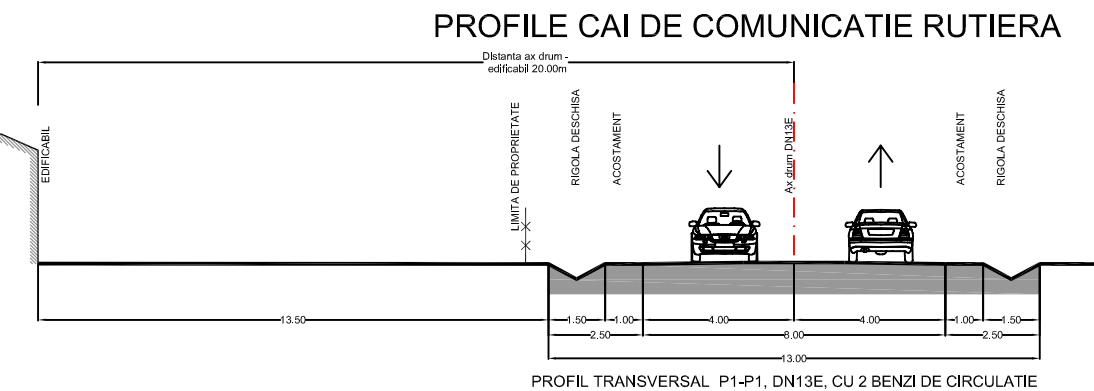 PROFILE CAI DE COMUNICATIE RUTIERA
Distanta ax drum -
edificabil 20.00m
EDIFICABIL
LIMITA DE PROPRIETATE
RIGOLA DESCHISA
ACOSTAMENT
Ax drum DN13E
ACOSTAMENT
RIGOLA DESCHISA
13.50
1.50
1.00
4.00
4.00
1.00
1.50
2.50
8.00
2.50
13.00
PROFIL TRANSVERSAL P1-P1, DN13E, CU 2 BENZI DE CIRCULATIE